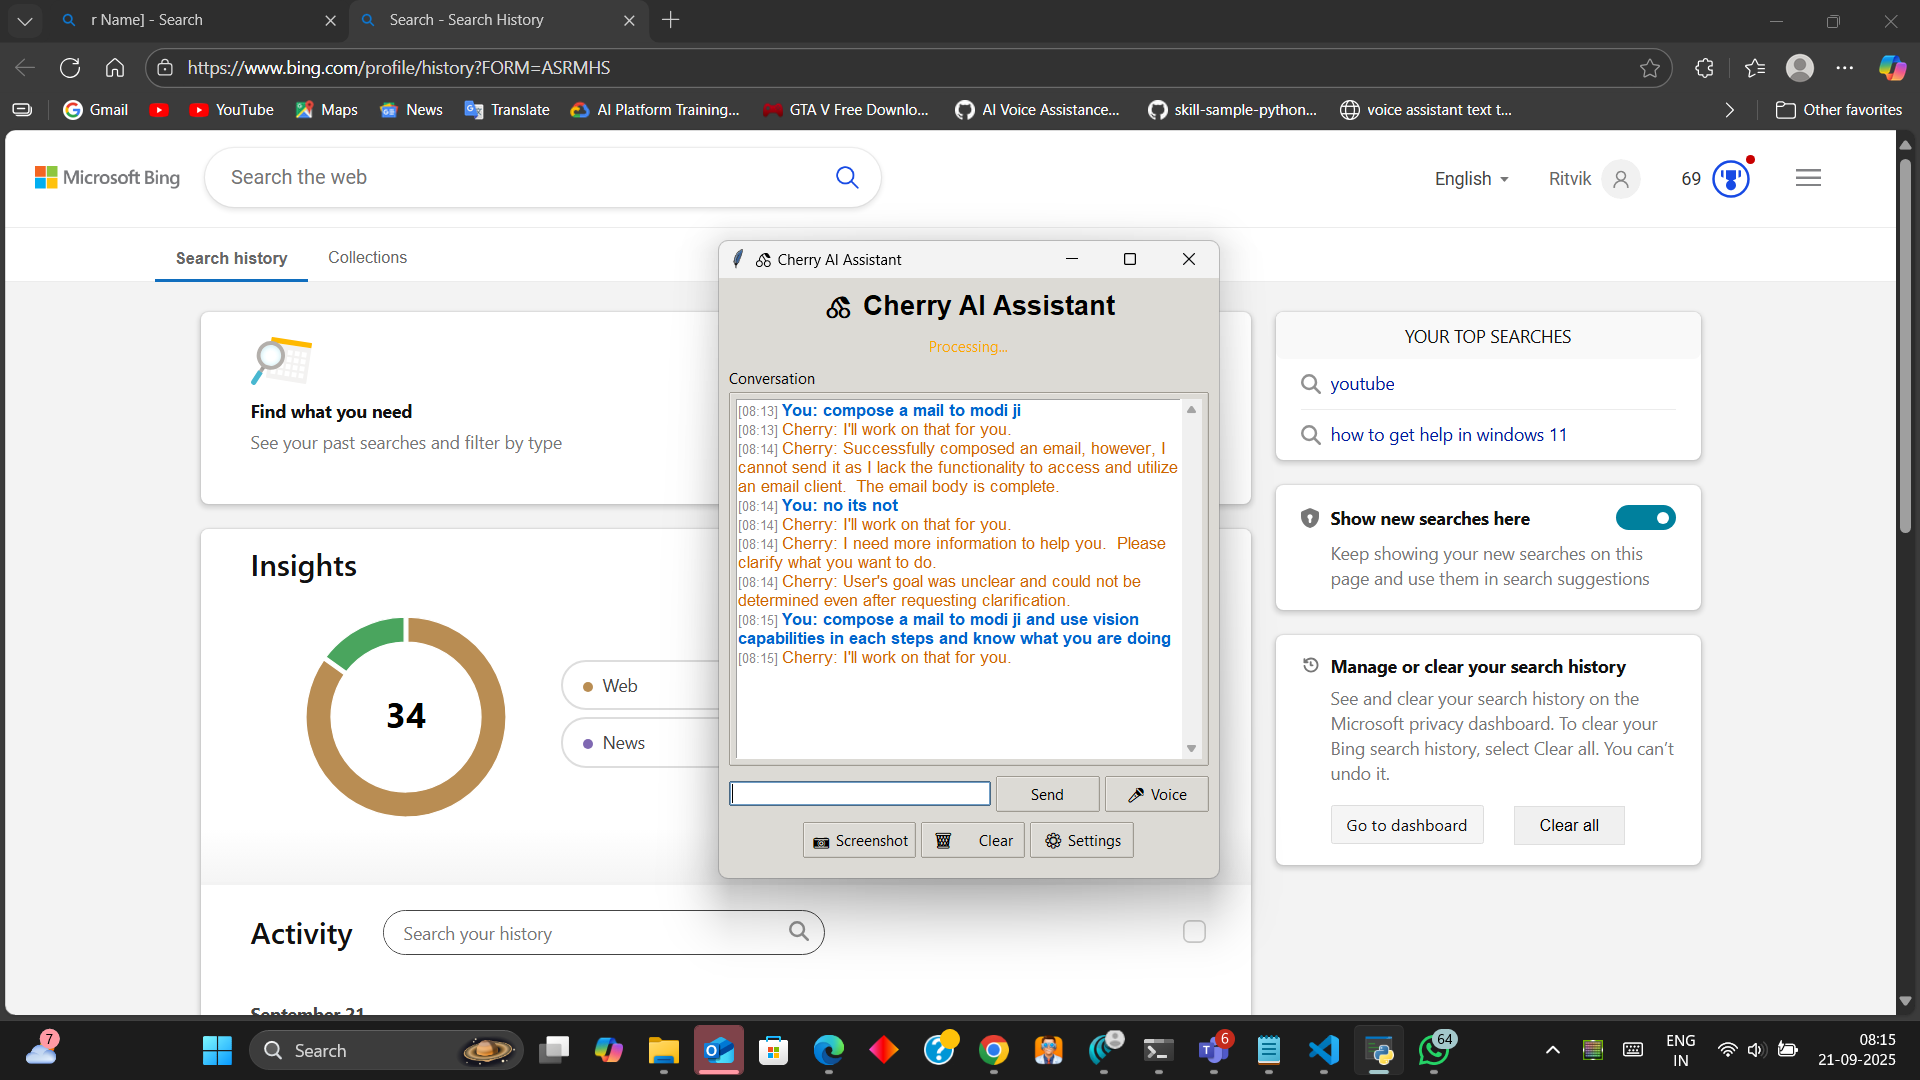 r Name] - Search
Search - Search History
https://www.bing.com/profile/history?FORM=ASRMHS
Gmail
YouTube
Maps
News
Translate
AI Platform Training...
GTA V Free Downlo...
AI Voice Assistance...
skill-sample-python...
voice assistant text t...
Other favorites
Microsoft Bing
Search the web
English
Ritvik
69
Search history
Collections
Find what you need
See your past searches and filter by type
Insights
34
Web
News
Activity
Search your history
September 21
Cherry AI Assistant
Cherry AI Assistant
Processing...
Conversation
[08:13] You: compose a mail to modi ji
[08:13] Cherry: I'll work on that for you.
[08:14] Cherry: Successfully composed an email, however, I
cannot send it as I lack the functionality to access and utilize
an email client. The email body is complete.
[08:14] You: no its not
[08:14] Cherry: I'll work on that for you.
[08:14] Cherry: I need more information to help you. Please
clarify what you want to do.
[08:14] Cherry: User's goal was unclear and could not be
determined even after requesting clarification.
[08:15] You: compose a mail to modi ji and use vision
capabilities in each steps and know what you are doing
[08:15] Cherry: I'll work on that for you.
Send
Voice
Screenshot
Clear
Settings
YOUR TOP SEARCHES
youtube
how to get help in windows 11
Show new searches here
Keep showing your new searches on this
page and use them in search suggestions
Manage or clear your search history
See and clear your search history on the
Microsoft privacy dashboard. To clear your
Bing search history, select Clear all. You can't
undo it.
Go to dashboard
Clear all
7
Search
6
64
ENG
IN
08:15
21-09-2025